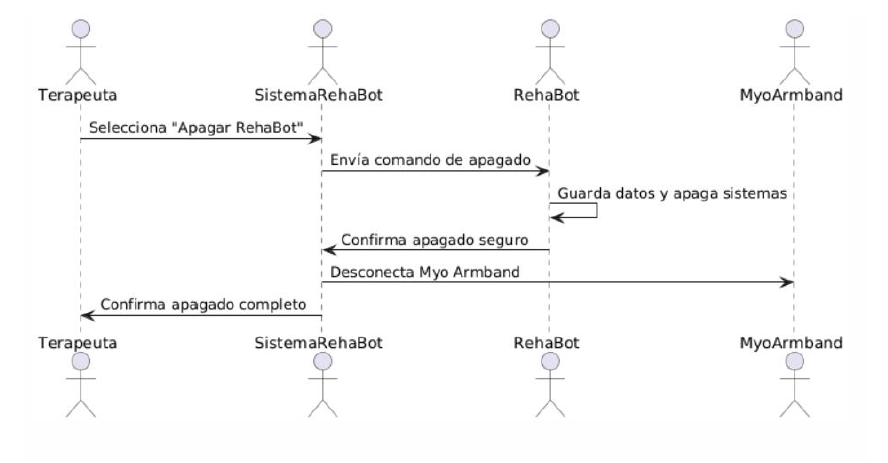 Terapeuta SistemaRehaBot RehaBot MyoArmband
Selecciona "Apagar RehaBot"
Envía comando de apagado
Guarda datos y apaga sistemas
Confirma apagado seguro
Desconecta Myo Armband
Confirma apagado completo
Terapeuta SistemaRehaBot RehaBot MyoArmband